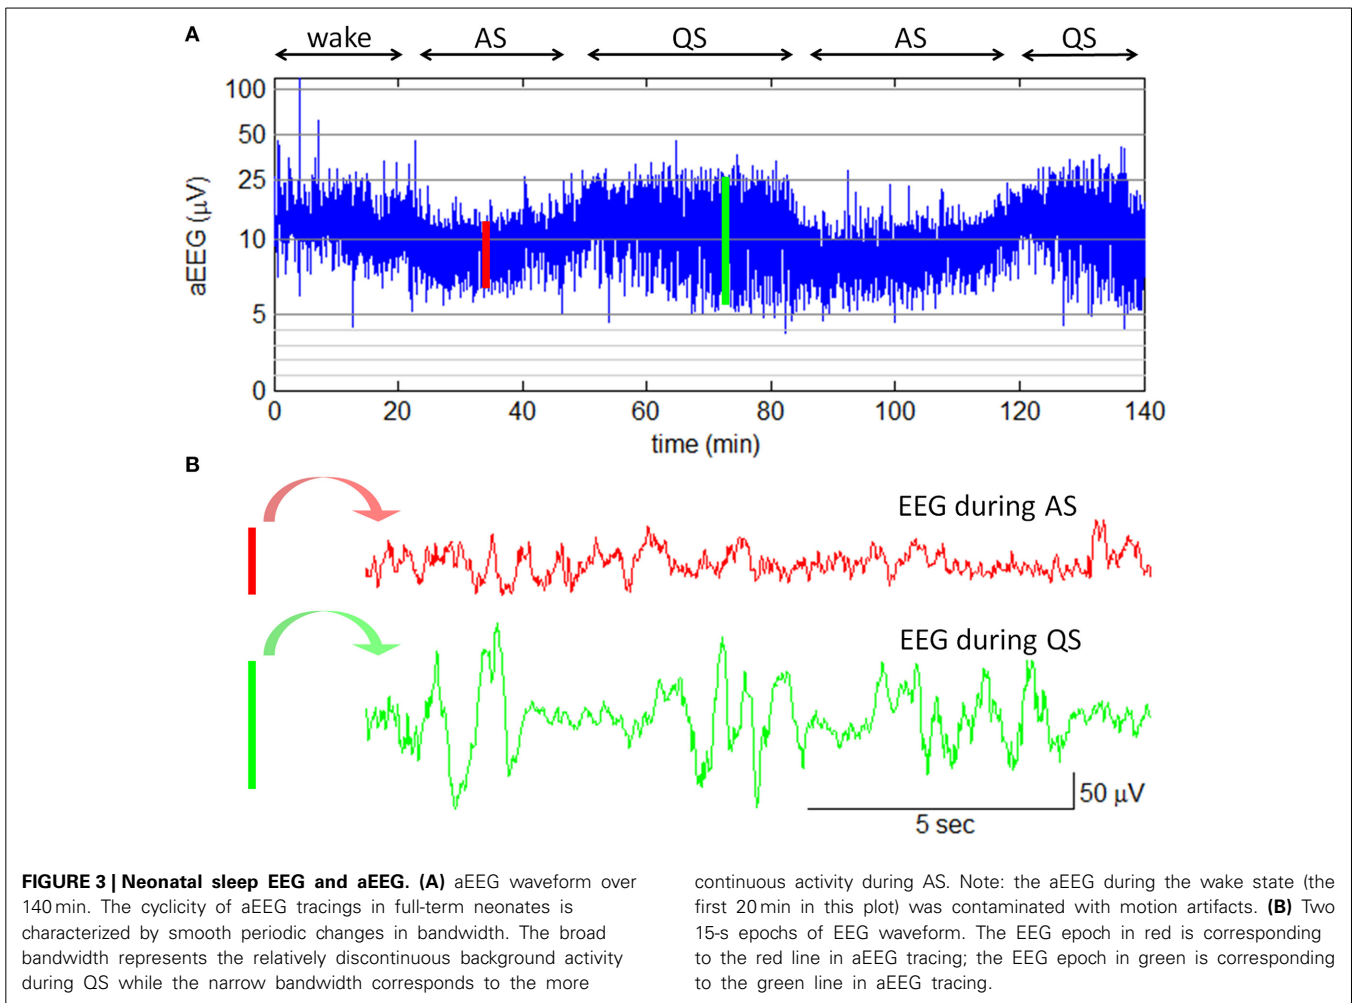 A
wake AS QS AS QS
100
50
25
10
5
0
aEEG (μV)
0 20 40 60 80 100 120 140
time (min)
B
EEG during AS
EEG during QS
50 μV
5 sec
FIGURE 3 | Neonatal sleep EEG and aEEG. (A) aEEG waveform over
140 min. The cyclicity of aEEG tracings in full-term neonates is
characterized by smooth periodic changes in bandwidth. The broad
bandwidth represents the relatively discontinuous background activity
during QS while the narrow bandwidth corresponds to the more
continuous activity during AS. Note: the aEEG during the wake state (the
first 20 min in this plot) was contaminated with motion artifacts. (B) Two
15-s epochs of EEG waveform. The EEG epoch in red is corresponding
to the red line in aEEG tracing; the EEG epoch in green is corresponding
to the green line in aEEG tracing.